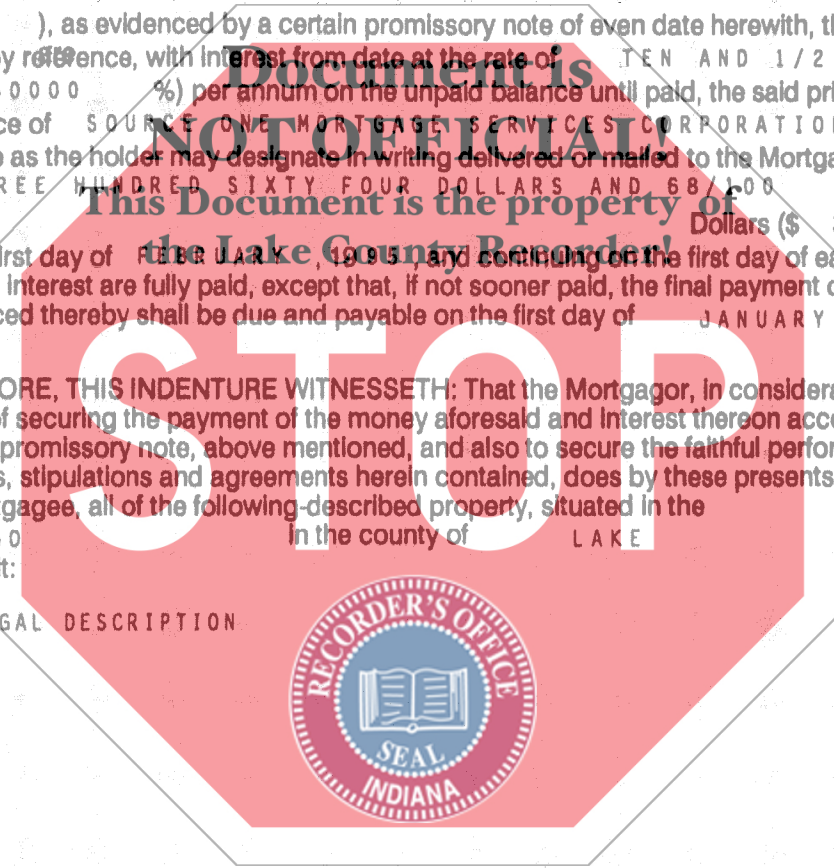 ), as evidenced by a certain promissory note of even date herewith, t
y reference, with interest from date at the rate of TEN AND 1/2
0000 %) per annum on the unpaid balance until paid, the said pri
ce of SOURCE ONE MORTGAGE SERVICES CORPORATIO
as the holder may designate in writing delivered or mailed to the Mortga
REE HUNDRED SIXTY FOUR DOLLARS AND 68/100
Dollars ($
irst day of FEBRUARY , 1995 , and continuing on the first day of ea
interest are fully paid, except that, if not sooner paid, the final payment
ced thereby shall be due and payable on the first day of JANUARY
ORE, THIS INDENTURE WITNESSETH: That the Mortgagor, in considera
f securing the payment of the money aforesaid and interest thereon acco
promissory note, above mentioned, and also to secure the faithful perfor
s, stipulations and agreements herein contained, does by these presents
gagee, all of the following-described property, situated in the
in the county of LAKE
t:
GAL DESCRIPTION
Document is
NOT OFFICIAL!
This Document is the property of
the Lake County Recorder!
STOP
RECORDER'S OFFICE
SEAL
INDIANA